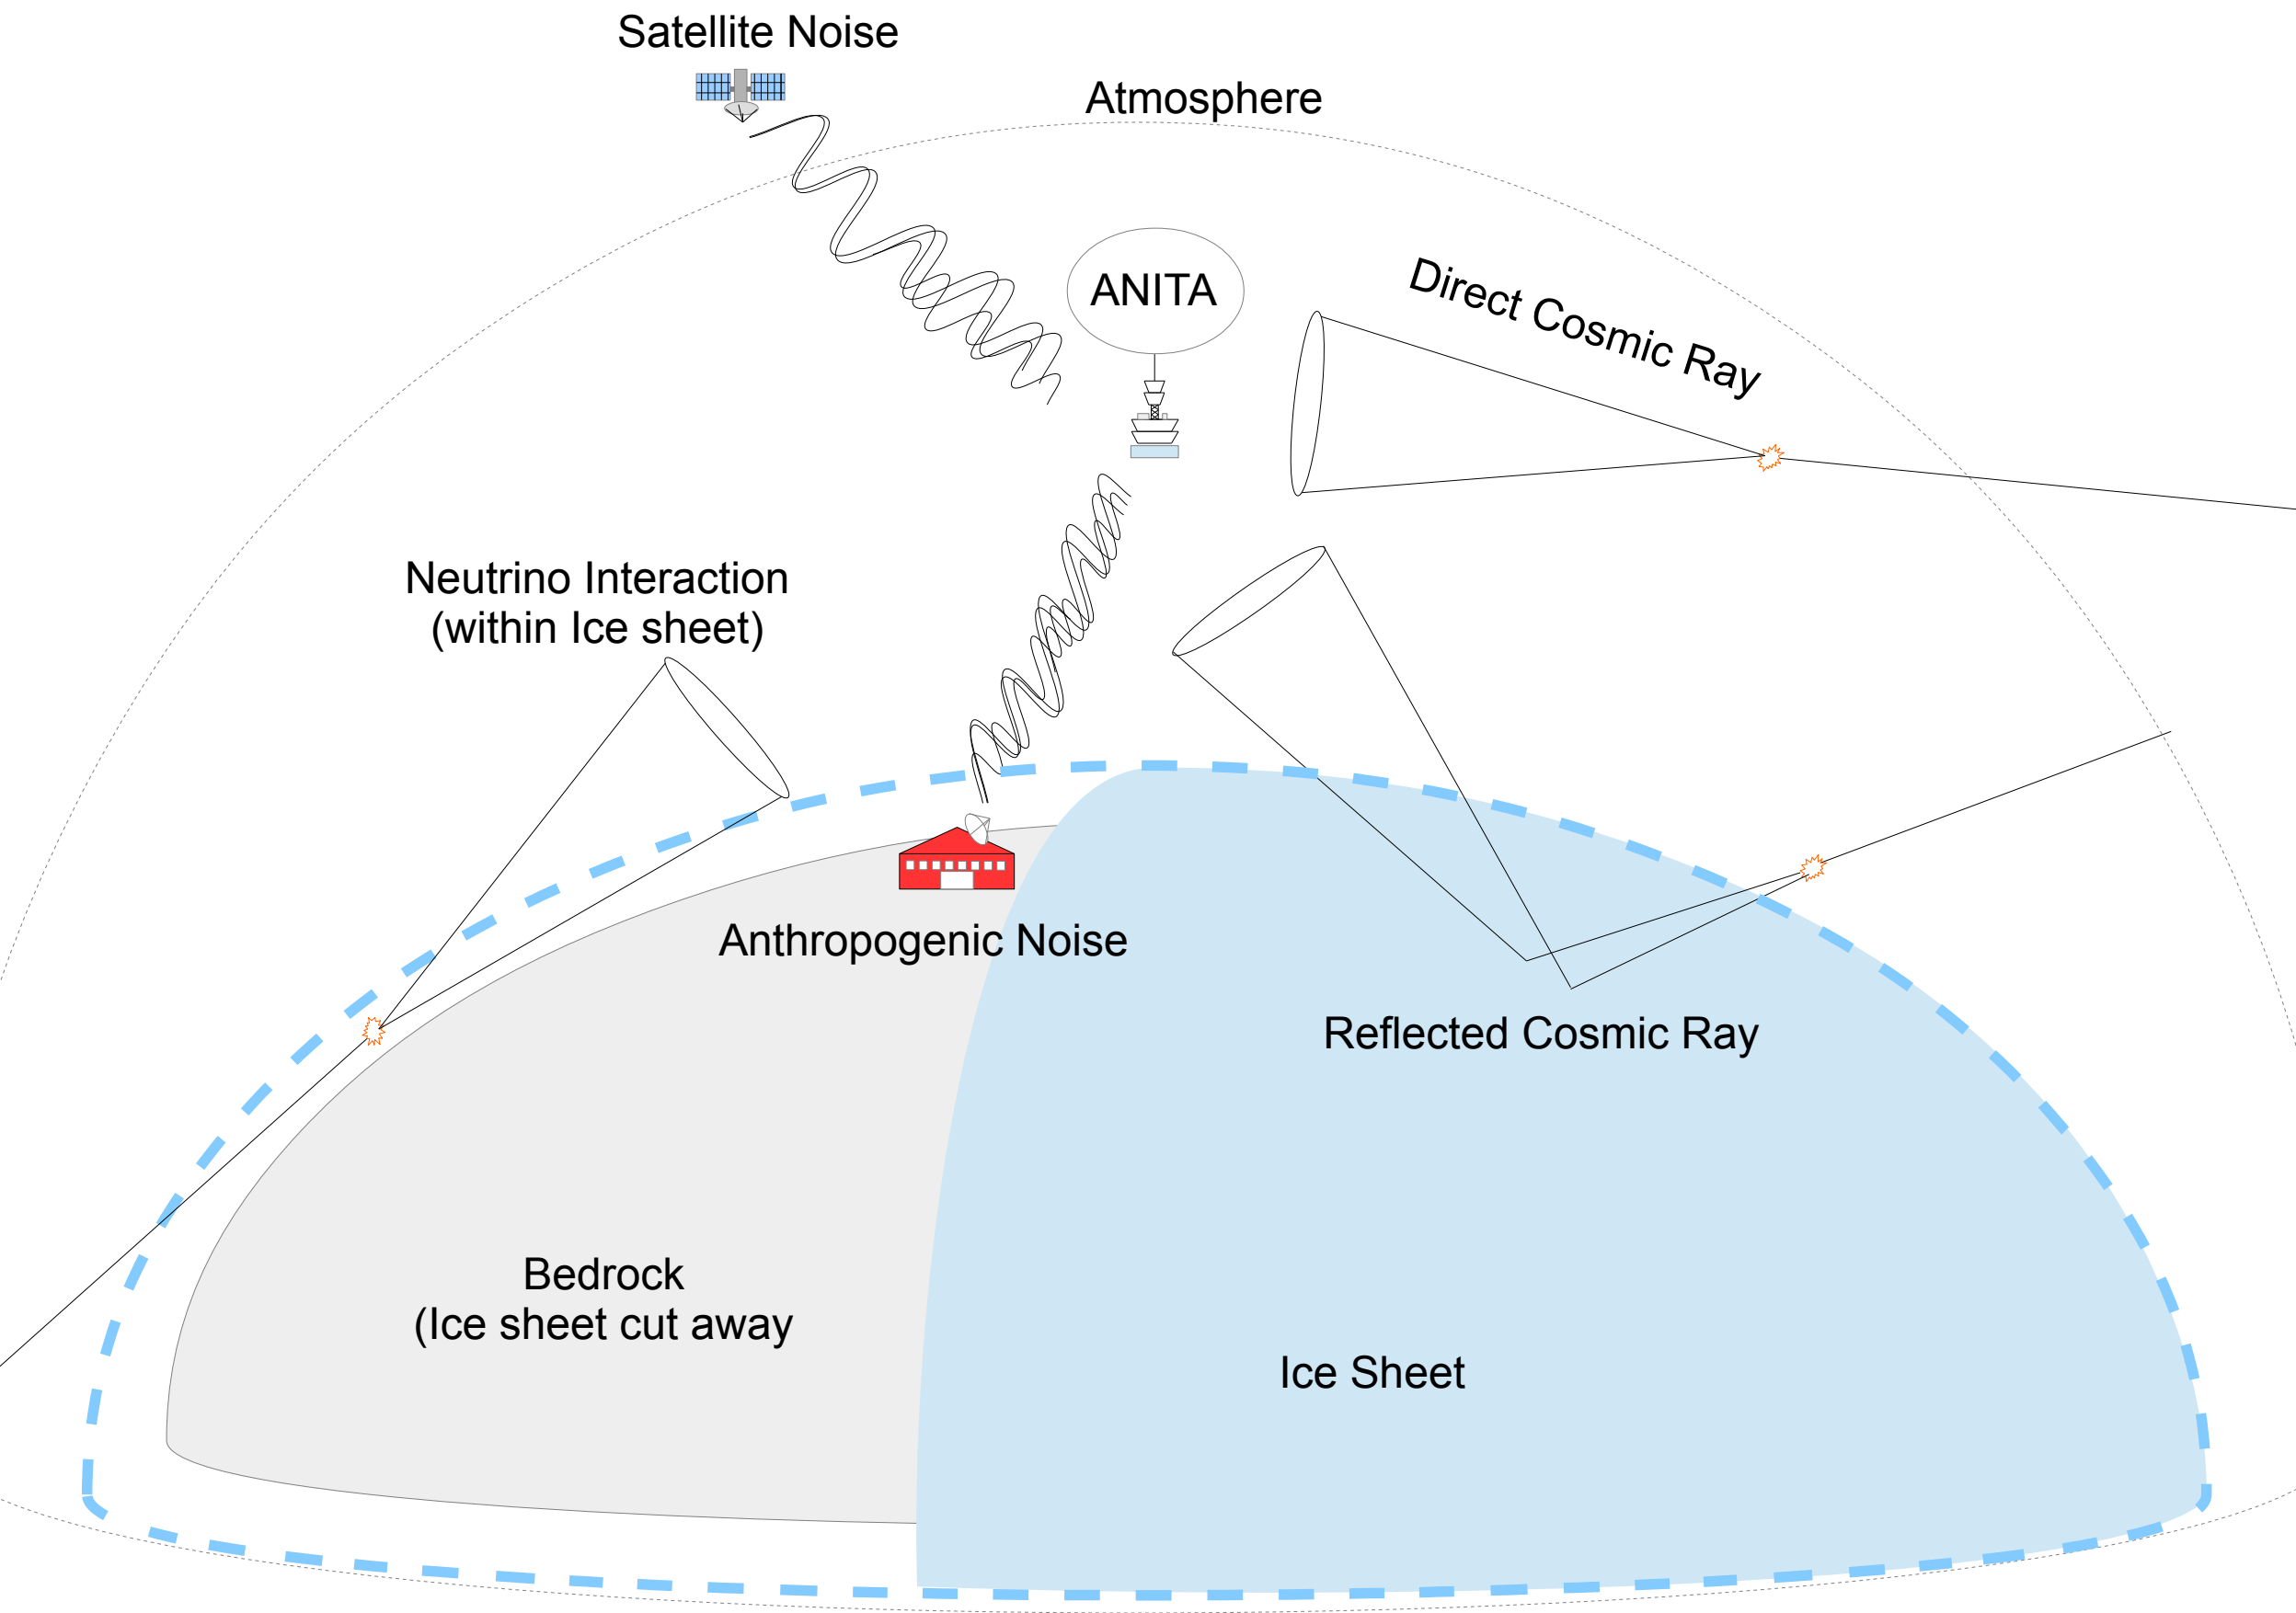 Satellite Noise
Atmosphere
ANITA
Direct Cosmic Ray
Neutrino Interaction
(within Ice sheet)
Anthropogenic Noise
Reflected Cosmic Ray
Bedrock
(Ice sheet cut away
Ice Sheet